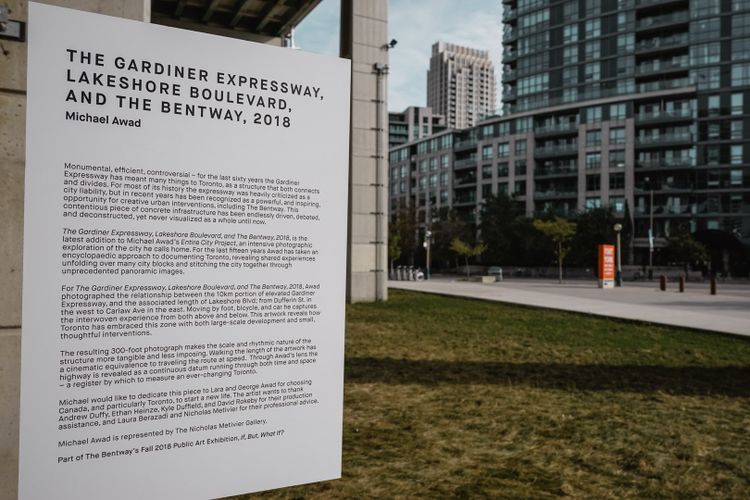 THE GARDINER EXPRESSWAY,
LAKESHORE BOULEVARD,
AND THE BENTWAY, 2018
Michael Awad
Monumental, efficient, controversial – for the last sixty years the Gardiner
Expressway has meant many things to Toronto, as a structure that both connects
and divides. For most of its history the expressway was heavily criticized as a
city liability, but in recent years has been recognized as a powerful, and inspiring,
opportunity for creative urban interventions, including The Bentway. This
contentious piece of concrete infrastructure has been endlessly driven, debated,
and deconstructed, yet never visualized as a whole until now.
The Gardiner Expressway, Lakeshore Boulevard, and The Bentway, 2018, is the
latest addition to Michael Awad's Entire City Project, an intensive photographic
exploration of the city he calls home. For the last fifteen years Awad has taken an
encyclopaedic approach to documenting Toronto, revealing shared experiences
unfolding over many city blocks and stitching the city together through
unprecedented panoramic images.
For The Gardiner Expressway, Lakeshore Boulevard, and The Bentway, 2018, Awad
photographed the relationship between the 10km portion of elevated Gardiner
Expressway, and the associated length of Lakeshore Blvd; from Dufferin St. in
the west to Carlaw Ave in the east. Moving by foot, bicycle, and car he captures
the interwoven experience from both above and below. This artwork reveals how
Toronto has embraced this zone with both large-scale development and small,
thoughtful interventions.
The resulting 300-foot photograph makes the scale and rhythmic nature of the
structure more tangible and less imposing. Walking the length of the artwork has
a cinematic equivalence to traveling the route at speed. Through Awad's lens the
highway is revealed as a continuous datum running through both time and space
– a register by which to measure an ever-changing Toronto.
Michael would like to dedicate this piece to Lara and George Awad for choosing
Canada, and particularly Toronto, to start a new life. The artist wants to thank
Andrew Duffy, Ethan Heinze, Kyle Duffield, and David Rokeby for their production
assistance, and Laura Berazadi and Nicholas Metivier for their professional advice.
Michael Awad is represented by The Nicholas Metivier Gallery.
Part of The Bentway's Fall 2018 Public Art Exhibition, If, But, What If?